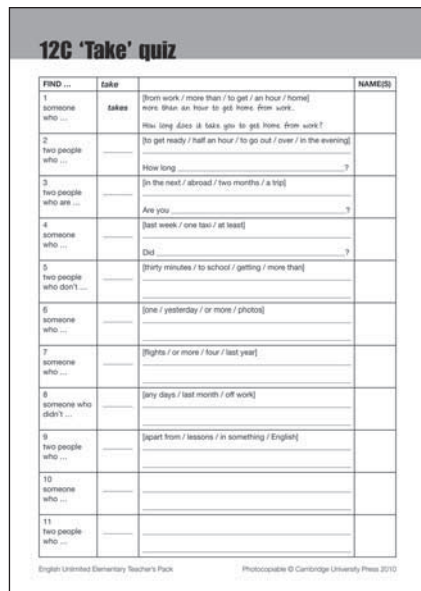 12C ‘Take’ quiz
FIND ... take NAME(S)
1 someone who ...
takes
[from work / more than / to get / an hour / home]
more than an hour to get home from work.
How long does it take you to get home from work?
2 two people who ...
[to get ready / half an hour / to go out / over / in the evening]
How long ?
3 two people who are ...
[in the next / abroad / two months / a trip]
Are you ?
4 someone who ...
[last week / one taxi / at least]
Did ?
5 two people who don't ...
[thirty minutes / to school / getting / more than]
6 someone who ...
[one / yesterday / or more / photos]
7 someone who ...
[flights / or more / four / last year]
8 someone who didn't ...
[any days / last month / off work]
9 two people who ...
[apart from / lessons / in something / English]
10 someone who ...
11 two people who ...
English Unlimited Elementary Teacher's Pack
Photocopiable © Cambridge University Press 2010